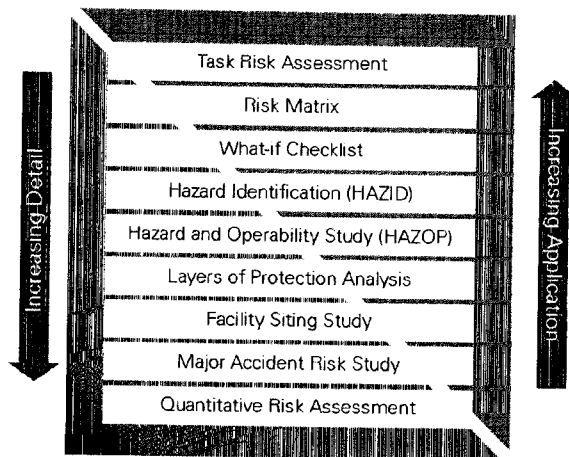 Task Risk Assessment
Risk Matrix
What-if Checklist
Hazard Identification (HAZID)
Hazard and Operability Study (HAZOP)
Layers of Protection Analysis
Facility Siting Study
Major Accident Risk Study
Quantitative Risk Assessment
Increasing Detail
Increasing Application